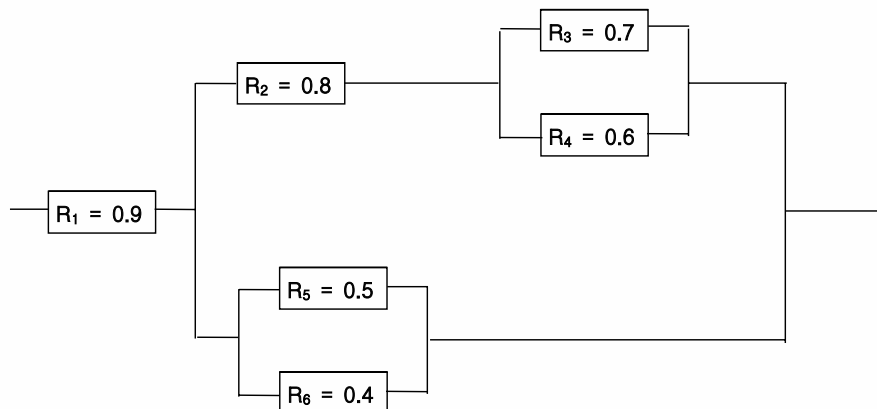 R₃ = 0.7
R₂ = 0.8
R₄ = 0.6
R₁ = 0.9
R₅ = 0.5
R₆ = 0.4